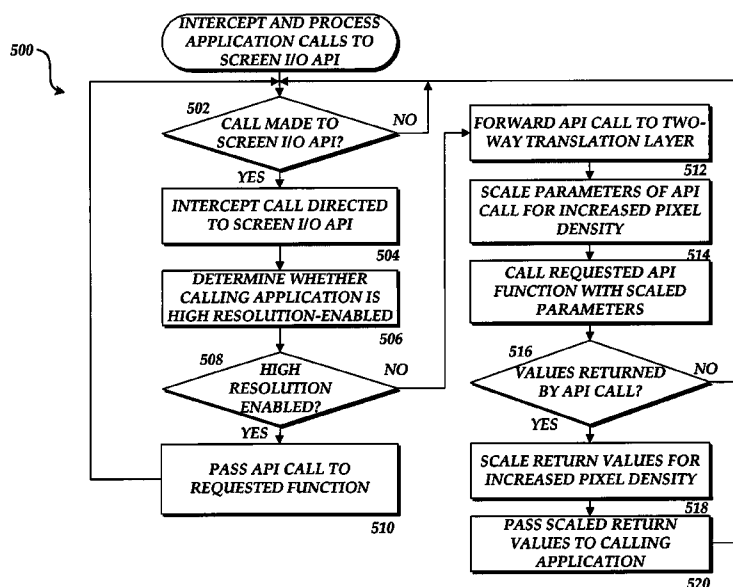 INTERCEPT AND PROCESS
APPLICATION CALLS TO
SCREEN I/O API
500
502
CALL MADE TO
SCREEN I/O API?
NO
YES
INTERCEPT CALL DIRECTED
TO SCREEN I/O API
504
DETERMINE WHETHER
CALLING APPLICATION IS
HIGH RESOLUTION-ENABLED
506
508
HIGH
RESOLUTION
ENABLED?
NO
YES
PASS API CALL TO
REQUESTED FUNCTION
510
FORWARD API CALL TO TWO-
WAY TRANSLATION LAYER
512
SCALE PARAMETERS OF API
CALL FOR INCREASED PIXEL
DENSITY
514
CALL REQUESTED API
FUNCTION WITH SCALED
PARAMETERS
516
VALUES RETURNED
BY API CALL?
NO
YES
SCALE RETURN VALUES FOR
INCREASED PIXEL DENSITY
518
PASS SCALED RETURN
VALUES TO CALLING
APPLICATION
520